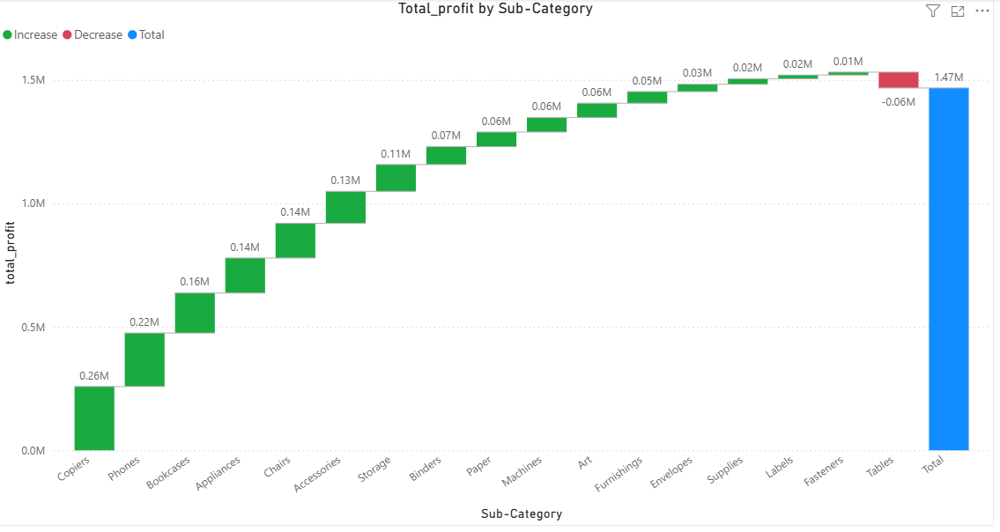 Total_profit by Sub-Category
Increase Decrease Total
1.5M
1.0M
0.5M
0.0M
total_profit
0.26M
0.22M
0.16M
0.14M
0.14M
0.13M
0.11M
0.07M
0.06M
0.06M
0.06M
0.05M
0.03M
0.02M
0.02M
0.01M
-0.06M
1.47M
Copiers
Phones
Bookcases
Appliances
Chairs
Accessories
Storage
Binders
Paper
Machines
Art
Furnishings
Envelopes
Supplies
Labels
Fasteners
Tables
Total
Sub-Category